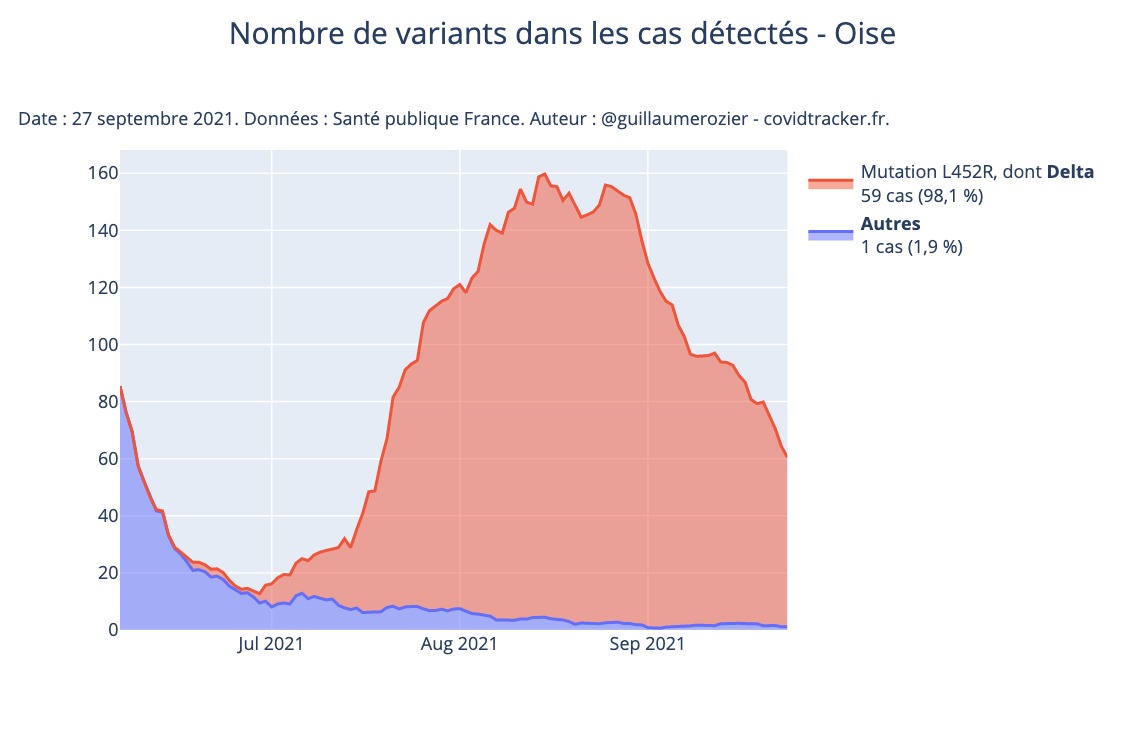 Nombre de variants dans les cas détectés - Oise
Date : 27 septembre 2021. Données : Santé publique France. Auteur : @guillaumerozier - covidtracker.fr.
160
140
120
100
80
60
40
20
0
Jul 2021
Aug 2021
Sep 2021
Mutation L452R, dont Delta
59 cas (98,1 %)
Autres
1 cas (1,9 %)